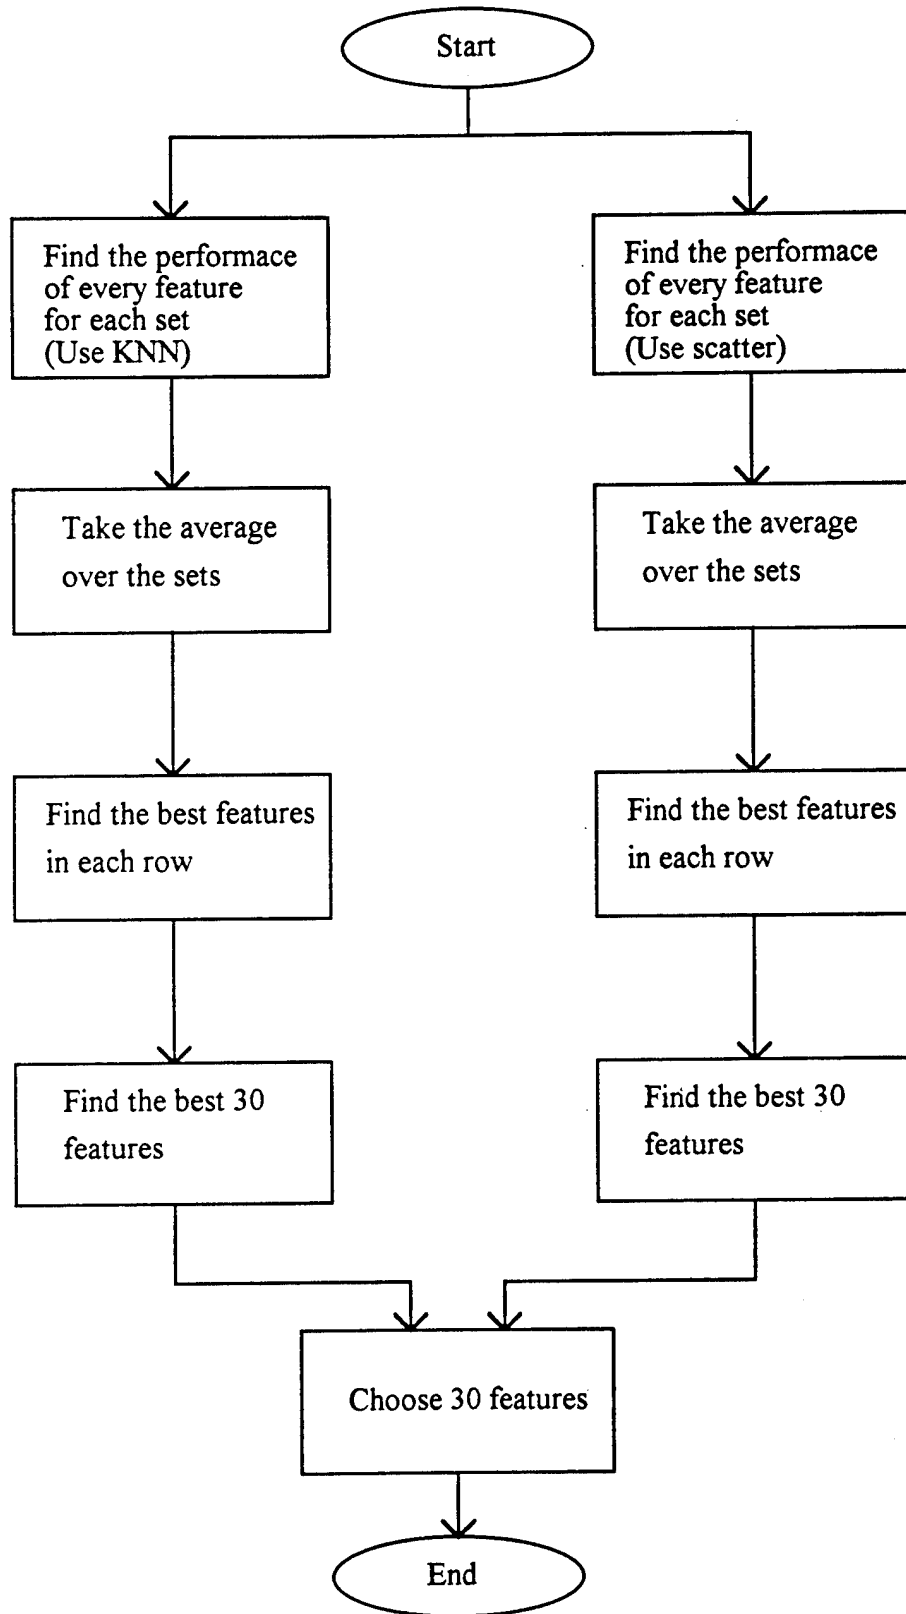 Start
Find the performace
of every feature
for each set
(Use KNN)
Find the performace
of every feature
for each set
(Use scatter)
Take the average
over the sets
Take the average
over the sets
Find the best features
in each row
Find the best features
in each row
Find the best 30
features
Find the best 30
features
Choose 30 features
End